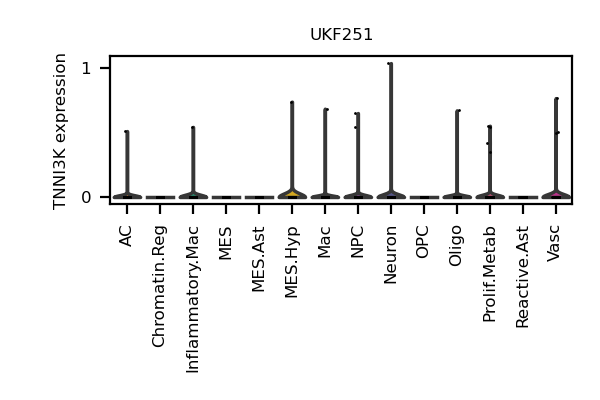 UKF251
TNNI3K expression
1
0
AC
Chromatin.Reg
Inflammatory.Mac
MES
MES.Ast
MES.Hyp
Mac
NPC
Neuron
OPC
Oligo
Prolif.Metab
Reactive.Ast
Vasc